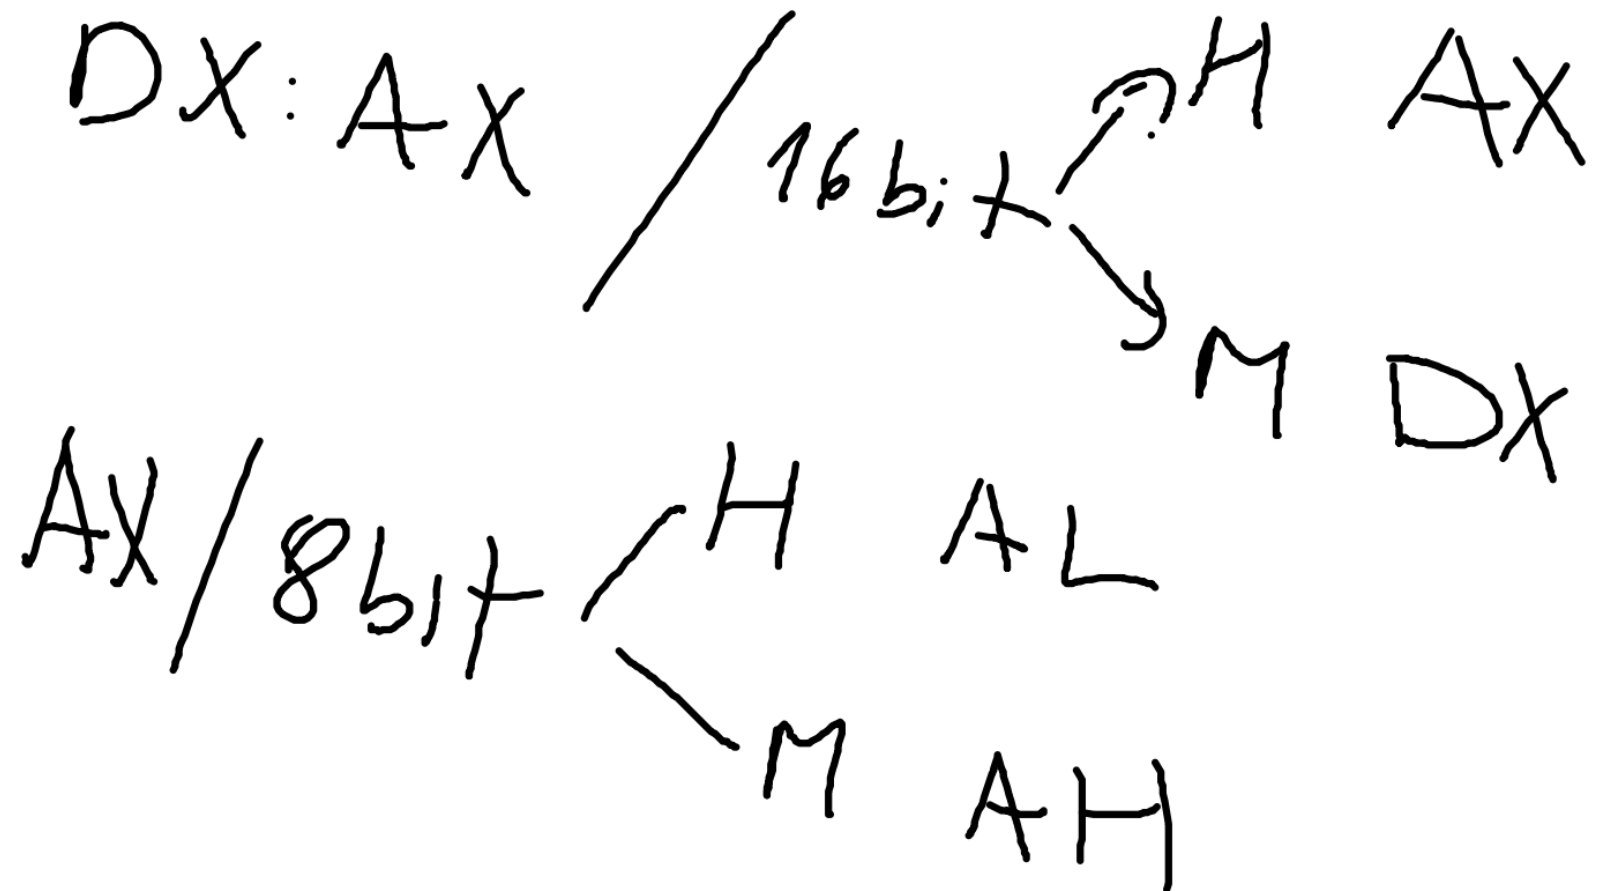 DX:AX / 16bit H AX
M DX
AX / 8bit H AL
M AH